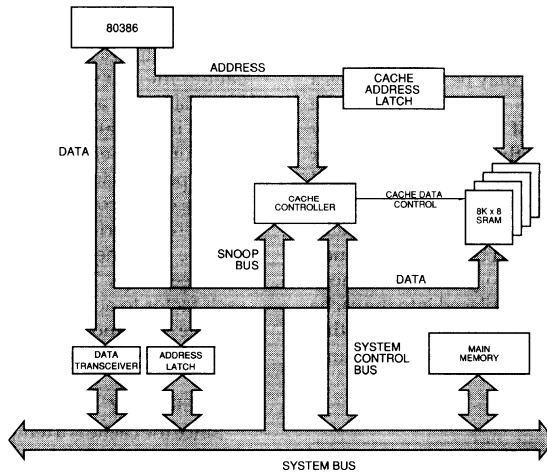 80386
ADDRESS
CACHE
ADDRESS
LATCH
DATA
CACHE
CONTROLLER
CACHE DATA
CONTROL
8K x 8
SRAM
SNOOP
BUS
DATA
DATA
TRANSCEIVER
ADDRESS
LATCH
SYSTEM
CONTROL
BUS
MAIN
MEMORY
SYSTEM BUS